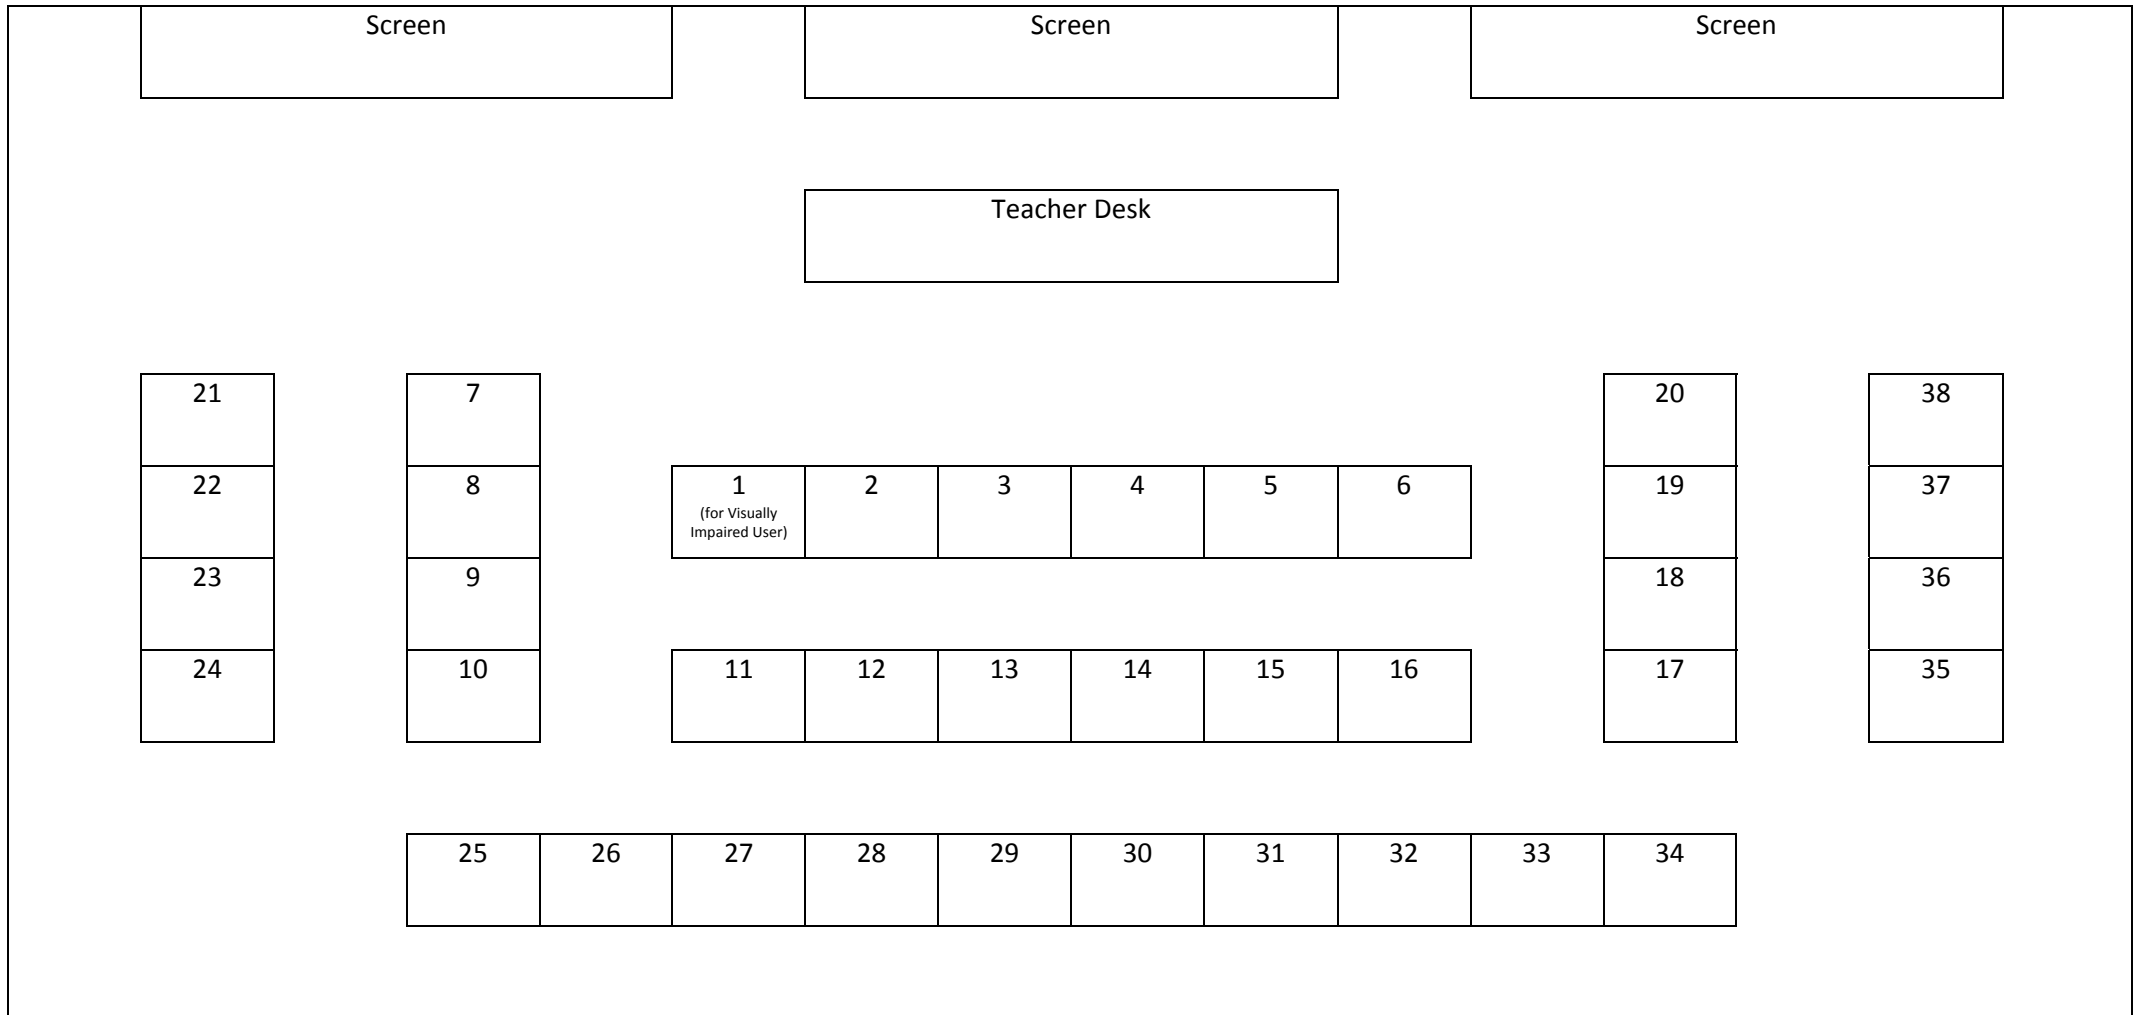 Screen Screen Screen
Teacher Desk
21 7 20 38
22 8 1 2 3 4 5 6 19 37
(for Visually
Impaired User)
23 9 18 36
24 10 11 12 13 14 15 16 17 35
25 26 27 28 29 30 31 32 33 34